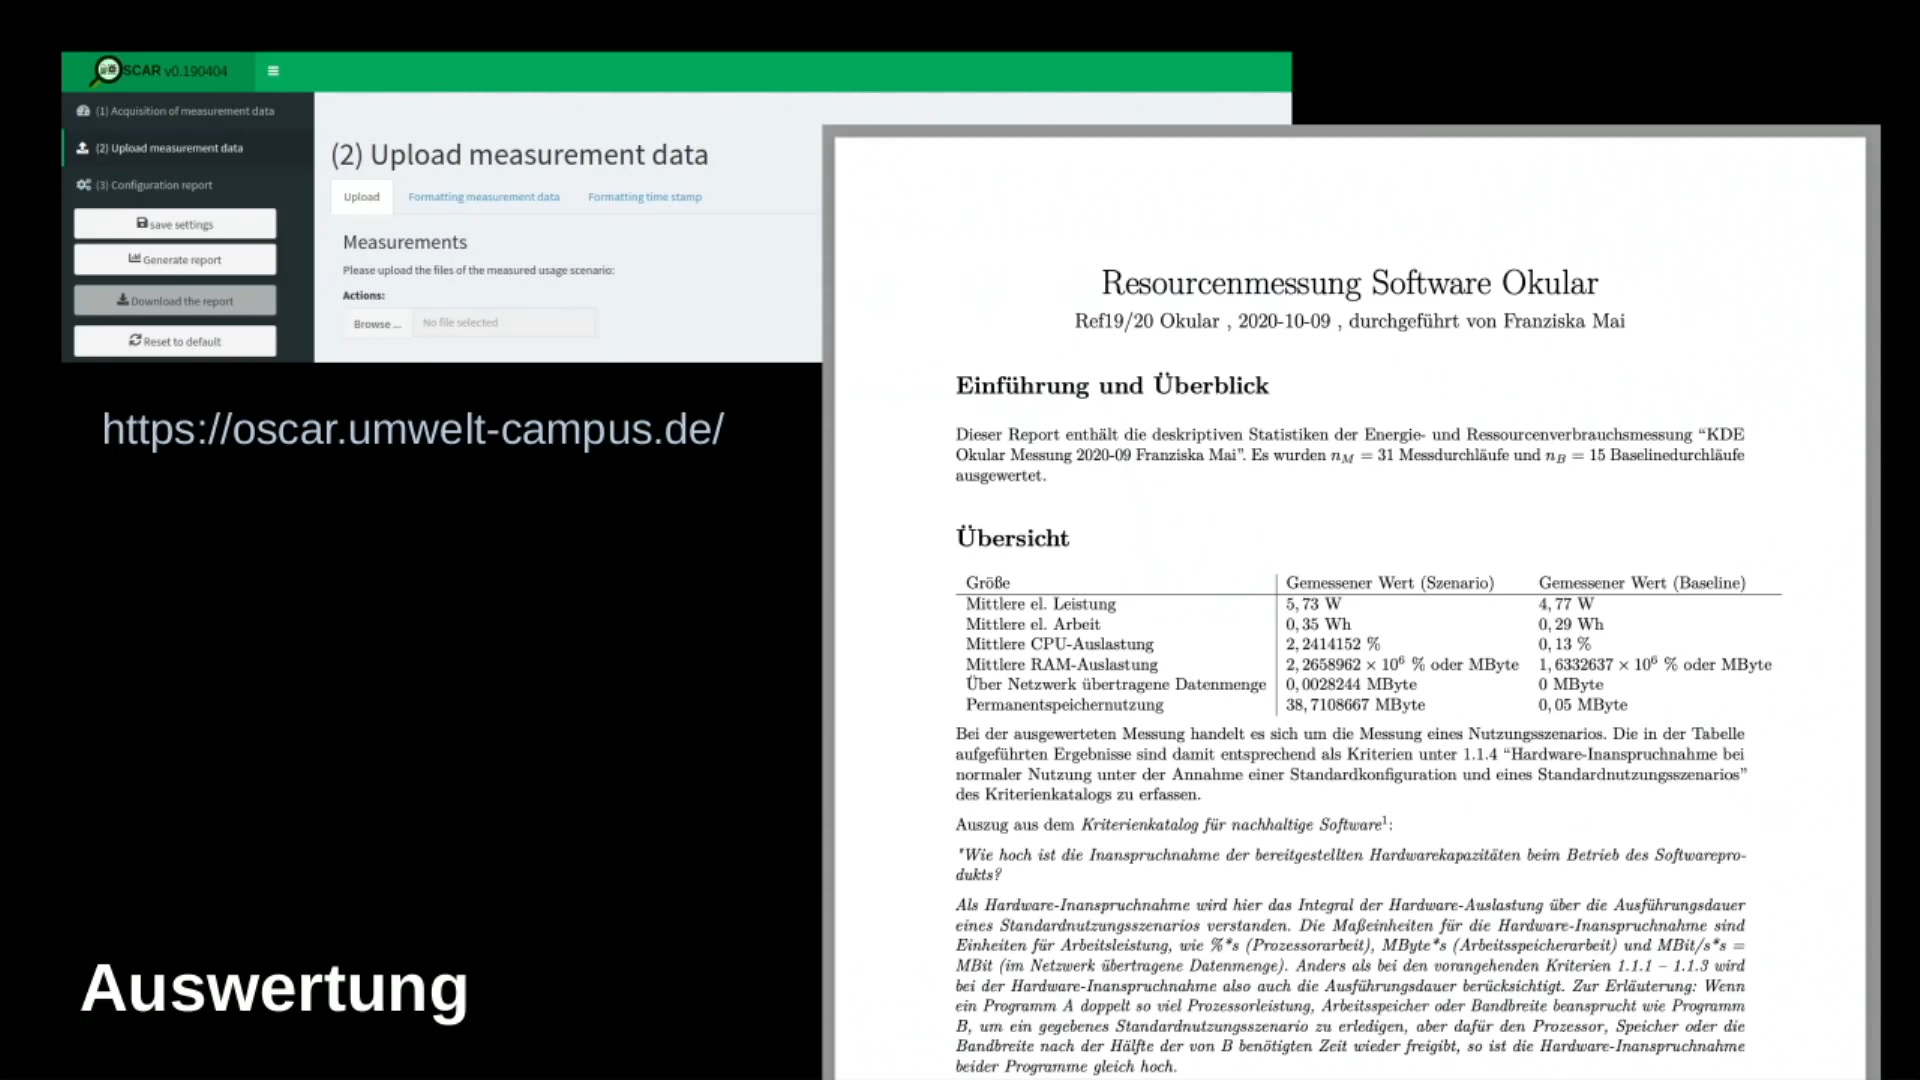 SCAR v0.190404
(1) Acquisition of measurement data
(2) Upload measurement data
(3) Configuration report
save settings
Generate report
Download the report
Reset to default
(2) Upload measurement data
Upload Formatting measurement data Formatting time stamp
Measurements
Please upload the files of the measured usage scenario:
Actions:
Browse ... No file selected
https://oscar.umwelt-campus.de/
Auswertung
Resourcenmessung Software Okular
Ref19/20 Okular , 2020-10-09 , durchgeführt von Franziska Mai
Einführung und Überblick
Dieser Report enthält die deskriptiven Statistiken der Energie- und Ressourcenverbrauchsmessung “KDE
Okular Messung 2020-09 Franziska Mai”. Es wurden n_M = 31 Messdurchläufe und n_B = 15 Baselinedurchläufe
ausgewertet.
Übersicht
Größe Gemessener Wert (Szenario) Gemessener Wert (Baseline)
Mittlere el. Leistung 5,73 W 4,77 W
Mittlere el. Arbeit 0,35 Wh 0,29 Wh
Mittlere CPU-Auslastung 2,2414152 % 0,13 %
Mittlere RAM-Auslastung 2,2658962 × 10⁶ % oder MByte 1,6332637 × 10⁶ % oder MByte
Über Netzwerk übertragene Datenmenge 0,0028244 MByte 0 MByte
Permanentspeichernutzung 38,7108667 MByte 0,05 MByte
Bei der ausgewerteten Messung handelt es sich um die Messung eines Nutzungsszenarios. Die in der Tabelle
aufgeführten Ergebnisse sind damit entsprechend als Kriterien unter 1.1.4 “Hardware-Inanspruchnahme bei
normaler Nutzung unter der Annahme einer Standardkonfiguration und eines Standardnutzungsszenarios”
des Kriterienkatalogs zu erfassen.
Auszug aus dem Kriterienkatalog für nachhaltige Software¹:
"Wie hoch ist die Inanspruchnahme der bereitgestellten Hardwarekapazitäten beim Betrieb des Softwarepro-
dukts?
Als Hardware-Inanspruchnahme wird hier das Integral der Hardware-Auslastung über die Ausführungsdauer
eines Standardnutzungsszenarios verstanden. Die Maßeinheiten für die Hardware-Inanspruchnahme sind
Einheiten für Arbeitsleistung, wie %*s (Prozessorarbeit), MByte*s (Arbeitsspeicherarbeit) und MBit/s*s =
MBit (im Netzwerk übertragene Datenmenge). Anders als bei den vorangehenden Kriterien 1.1.1 – 1.1.3 wird
bei der Hardware-Inanspruchnahme also auch die Ausführungsdauer berücksichtigt. Zur Erläuterung: Wenn
ein Programm A doppelt so viel Prozessorleistung, Arbeitsspeicher oder Bandbreite beansprucht wie Programm
B, um ein gegebenes Standardnutzungsszenario zu erledigen, aber dafür den Prozessor, Speicher oder die
Bandbreite nach der Hälfte der von B benötigten Zeit wieder freigibt, so ist die Hardware-Inanspruchnahme
beider Programme gleich hoch.